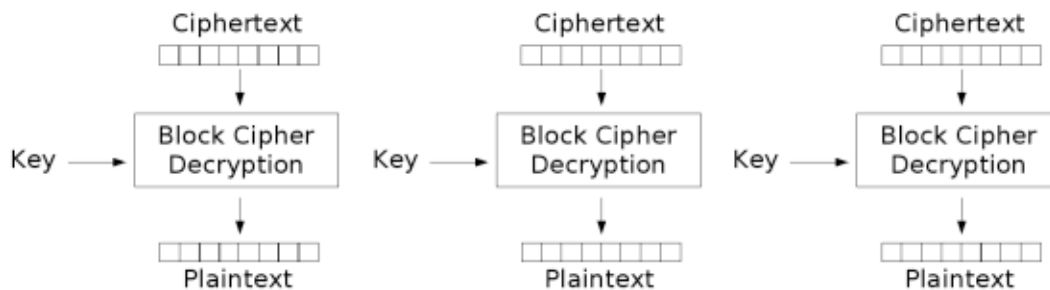 Ciphertext Ciphertext Ciphertext
Key Block Cipher Decryption Key Block Cipher Decryption Key Block Cipher Decryption
Plaintext Plaintext Plaintext